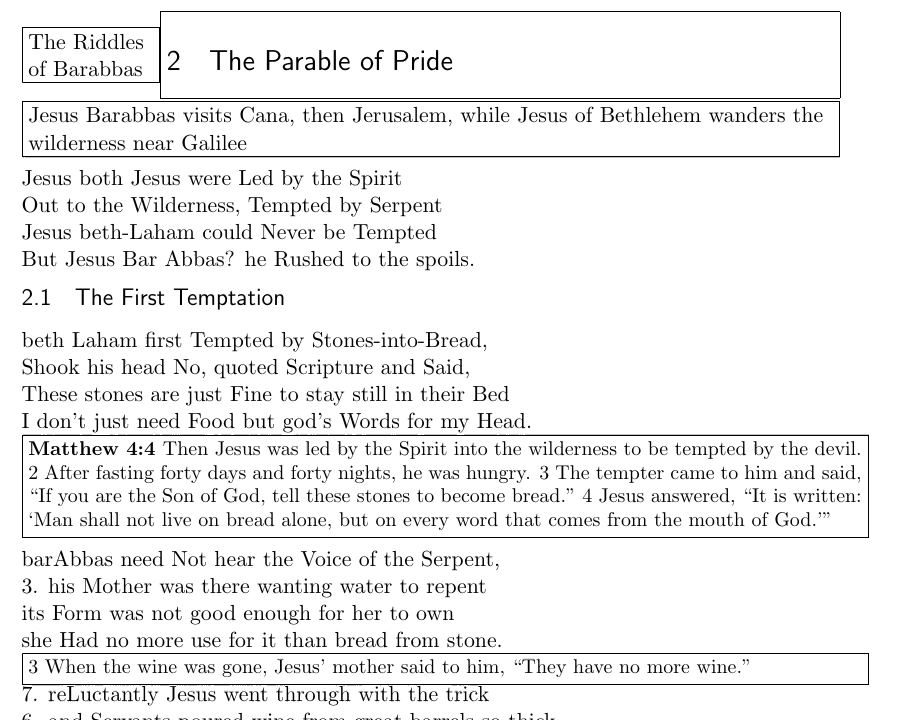 The Riddles
of Barabbas
2 The Parable of Pride
Jesus Barabbas visits Cana, then Jerusalem, while Jesus of Bethlehem wanders the
wilderness near Galilee
Jesus both Jesus were Led by the Spirit
Out to the Wilderness, Tempted by Serpent
Jesus beth-Laham could Never be Tempted
But Jesus Bar Abbas? he Rushed to the spoils.
2.1 The First Temptation
beth Laham first Tempted by Stones-into-Bread,
Shook his head No, quoted Scripture and Said,
These stones are just Fine to stay still in their Bed
I don't just need Food but god's Words for my Head.
Matthew 4:4 Then Jesus was led by the Spirit into the wilderness to be tempted by the devil.
2 After fasting forty days and forty nights, he was hungry. 3 The tempter came to him and said,
“If you are the Son of God, tell these stones to become bread.” 4 Jesus answered, “It is written:
‘Man shall not live on bread alone, but on every word that comes from the mouth of God.’”
barAbbas need Not hear the Voice of the Serpent,
3. his Mother was there wanting water to repent
its Form was not good enough for her to own
she Had no more use for it than bread from stone.
3 When the wine was gone, Jesus’ mother said to him, “They have no more wine.”
7. reLuctantly Jesus went through with the trick
6. and Servants poured wine from great barrels so thick